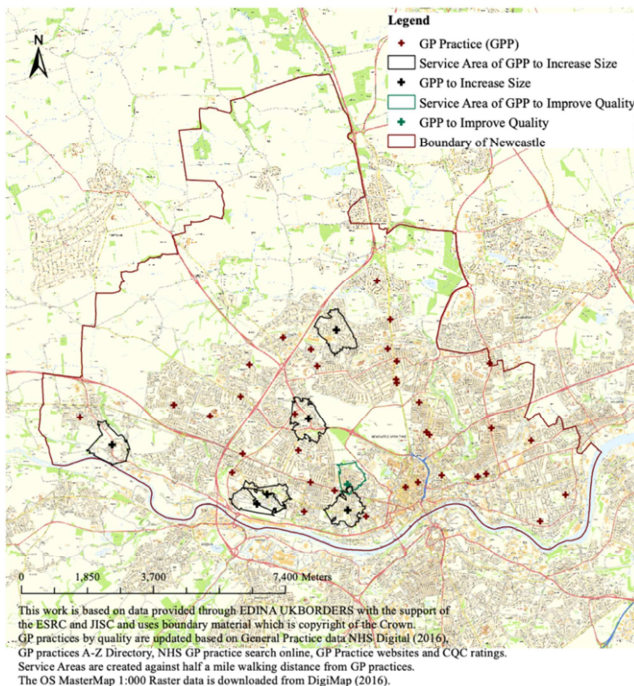 Legend
N
GP Practice (GPP)
Service Area of GPP to Increase Size
GPP to Increase Size
Service Area of GPP to Improve Quality
GPP to Improve Quality
Boundary of Newcastle
0 1,850 3,700 7,400 Meters
This work is based on data provided through EDINA UKBORDERS with the support of
the ESRC and JISC and uses boundary material which is copyright of the Crown.
GP practices by quality are updated based on General Practice data NHS Digital (2016),
GP practices A-Z Directory, NHS GP practice search online, GP Practice websites and CQC ratings.
Service Areas are created against half a mile walking distance from GP practices.
The OS MasterMap 1:000 Raster data is downloaded from DigiMap (2016).